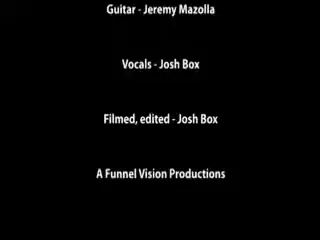 Guitar - Jeremy Mazolla
Vocals - Josh Box
Filmed, edited - Josh Box
A Funnel Vision Productions